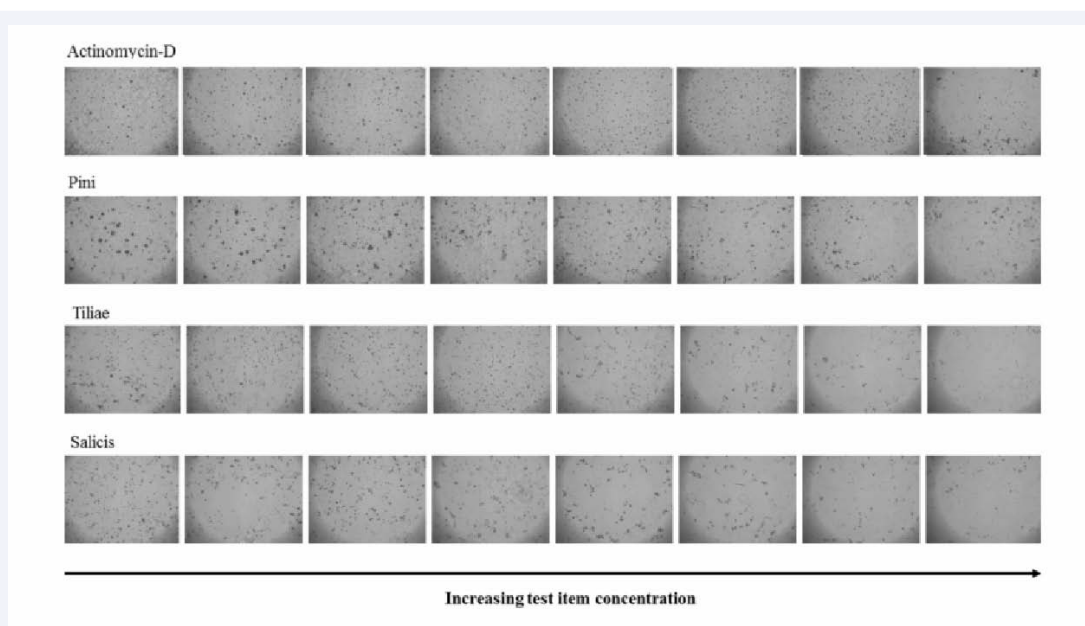 Actinomycin-D
Pini
Tiliae
Salicis
Increasing test item concentration